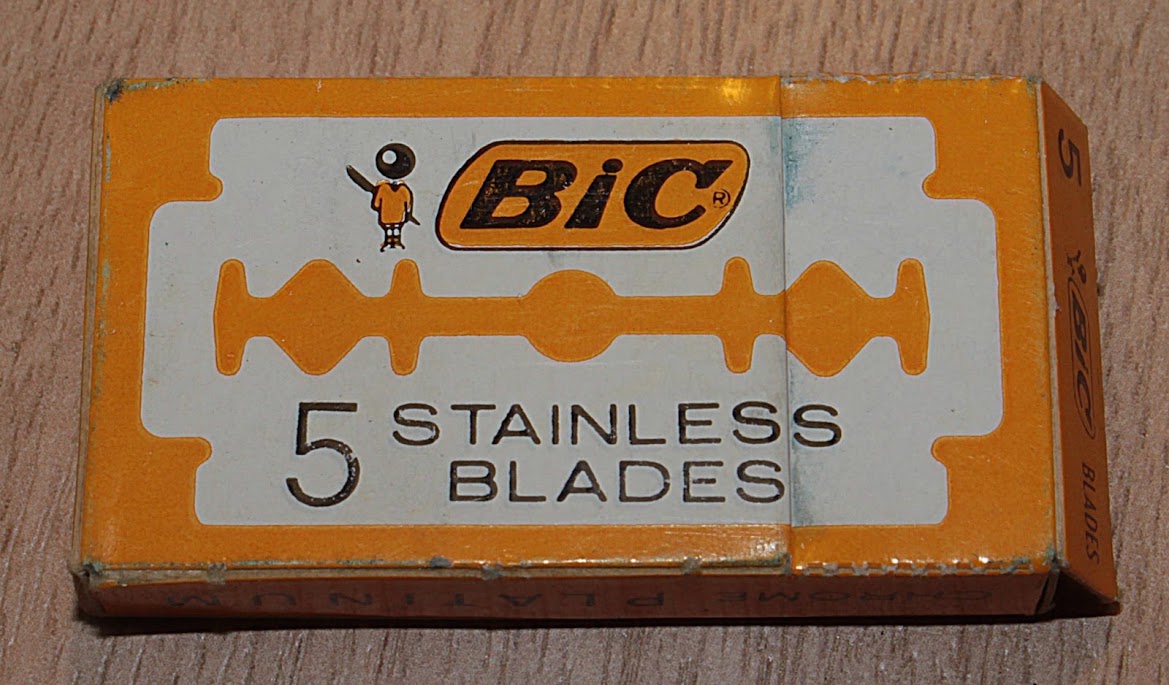 BiC®
5 STAINLESS
BLADES
5
BiC
BLADES
CHROME PLATINUM